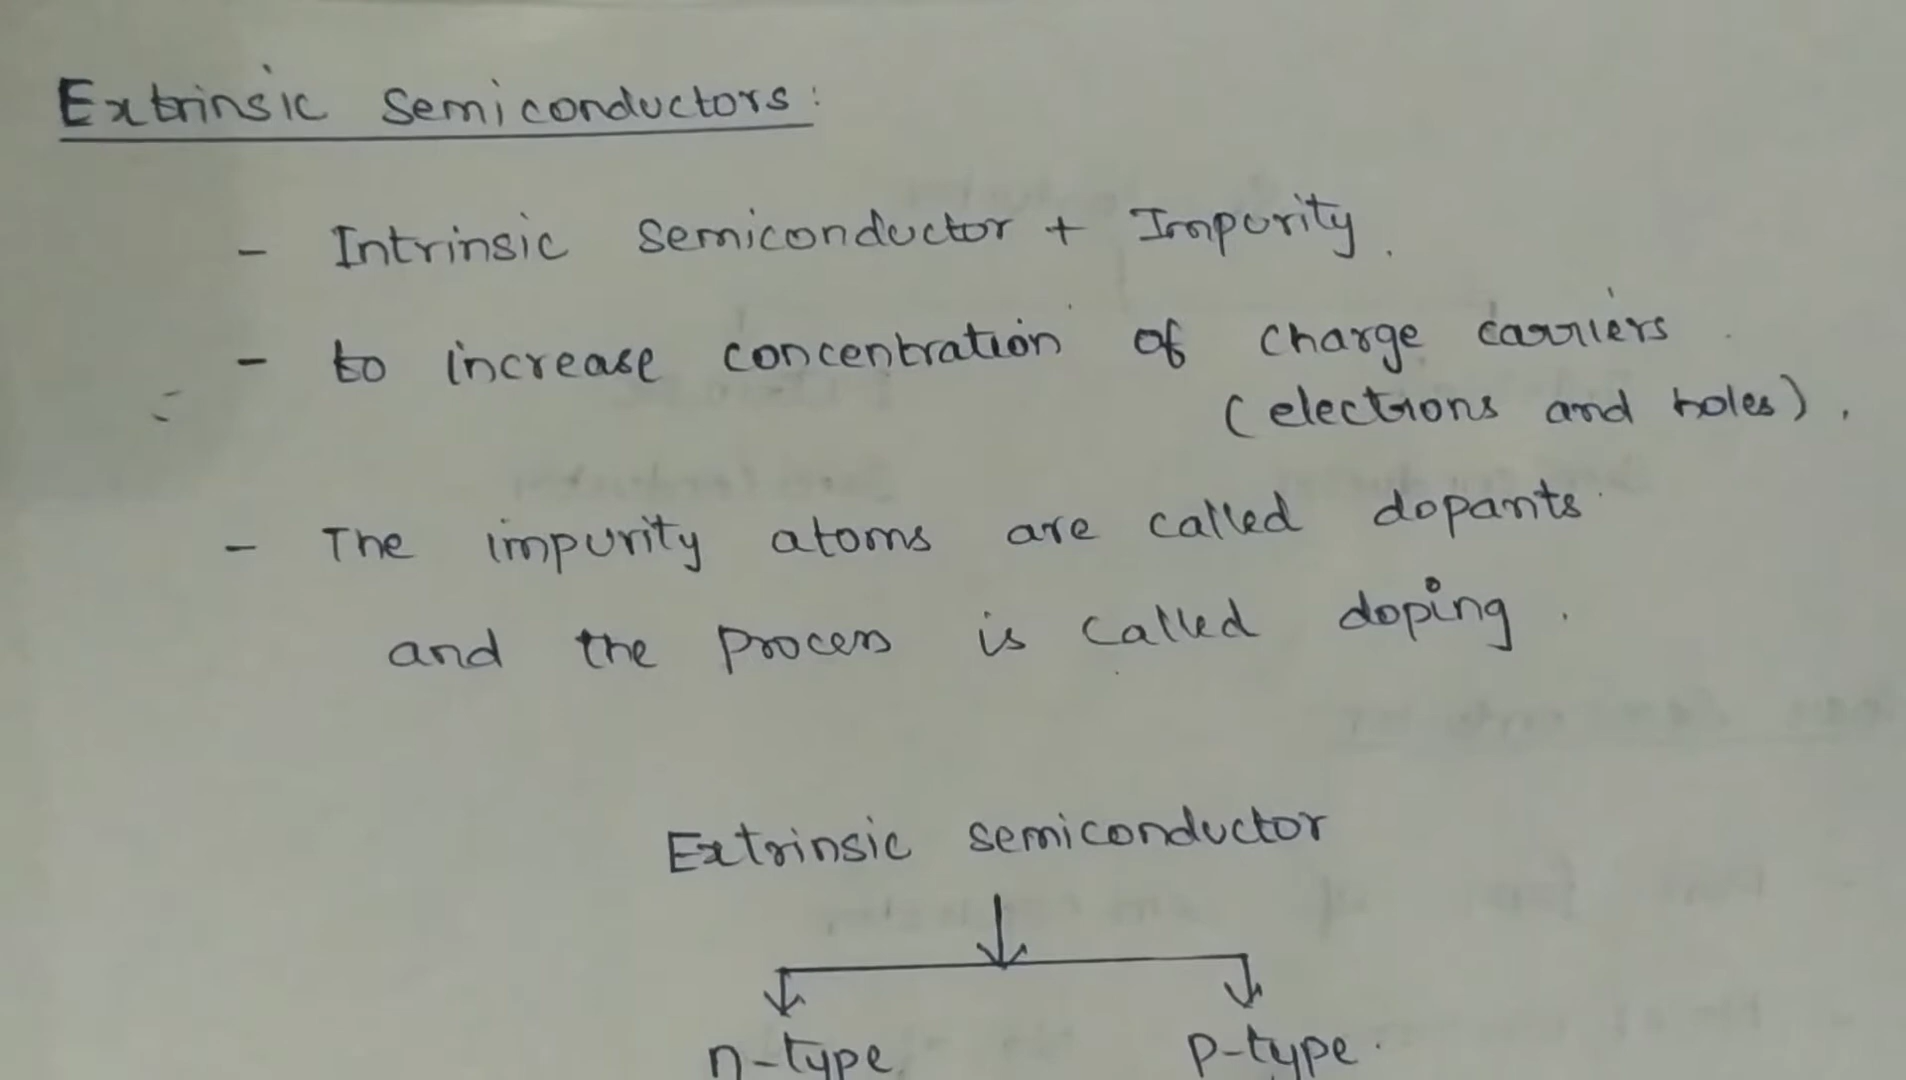 Extrinsic Semiconductors:
- Intrinsic Semiconductor + Impurity.
- to increase concentration of charge carriers
(electrons and holes).
- The impurity atoms are called dopants
and the process is called doping.
Extrinsic semiconductor
n-type
p-type.